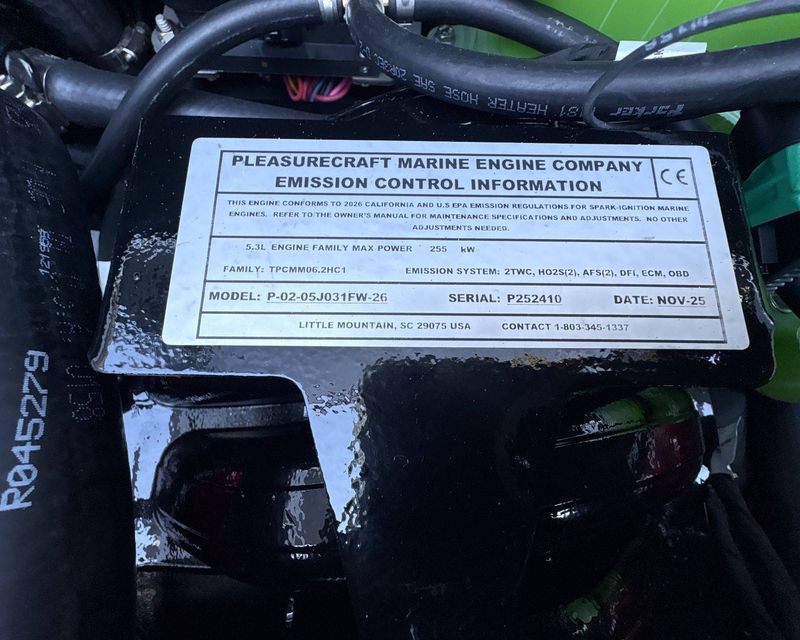 PLEASURECRAFT MARINE ENGINE COMPANY
EMISSION CONTROL INFORMATION
CE
THIS ENGINE CONFORMS TO 2026 CALIFORNIA AND U.S EPA EMISSION REGULATIONS FOR SPARK-IGNITION MARINE
ENGINES. REFER TO THE OWNER'S MANUAL FOR MAINTENANCE SPECIFICATIONS AND ADJUSTMENTS. NO OTHER
ADJUSTMENTS NEEDED.
5.3L ENGINE FAMILY MAX POWER 255 kW
FAMILY: TPCMM06.2HC1 EMISSION SYSTEM: 2TWC, HO2S(2), AFS(2), DFI, ECM, OBD
MODEL: P-02-05J031FW-26 SERIAL: P252410 DATE: NOV-25
LITTLE MOUNTAIN, SC 29075 USA CONTACT 1-803-345-1337
Parker HEATER HOSE SAE 20R3
R045279